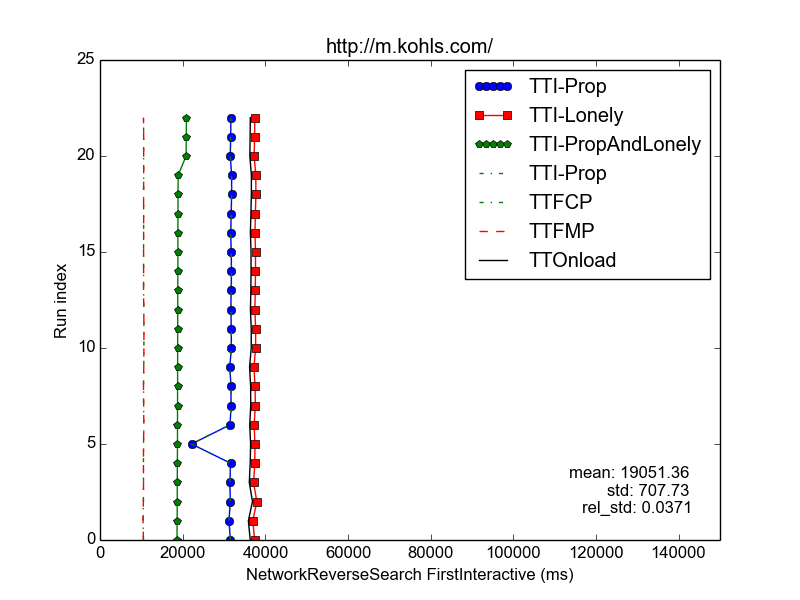 http://m.kohls.com/
25
20
15
10
5
0
Run index
TTI-Prop
TTI-Lonely
TTI-PropAndLonely
TTI-Prop
TTFCP
TTFMP
TTOnload
mean: 19051.36
std: 707.73
rel_std: 0.0371
0 20000 40000 60000 80000 100000 120000 140000
NetworkReverseSearch FirstInteractive (ms)